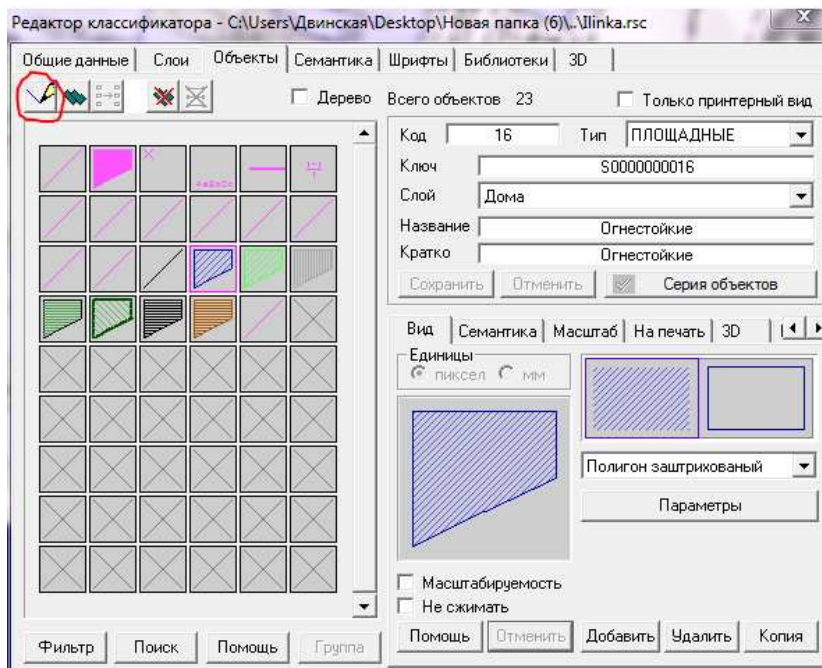 Редактор классификатора - C:\Users\Двинская\Desktop\Новая папка (6)\..\Ilinka.rsc
Общие данные Слои Объекты Семантика Шрифты Библиотеки 3D
Дерево Всего объектов 23 Только принтерный вид
Код 16 Тип ПЛОЩАДНЫЕ
Ключ S0000000016
Слой Дома
Название Огнестойкие
Кратко Огнестойкие
Сохранить Отменить Серия объектов
Вид Семантика Масштаб На печать 3D
Единицы
пиксел мм
Полигон заштрихованый
Параметры
Масштабируемость
Не сжимать
Фильтр Поиск Помощь Группа Помощь Отменить Добавить Удалить Копия